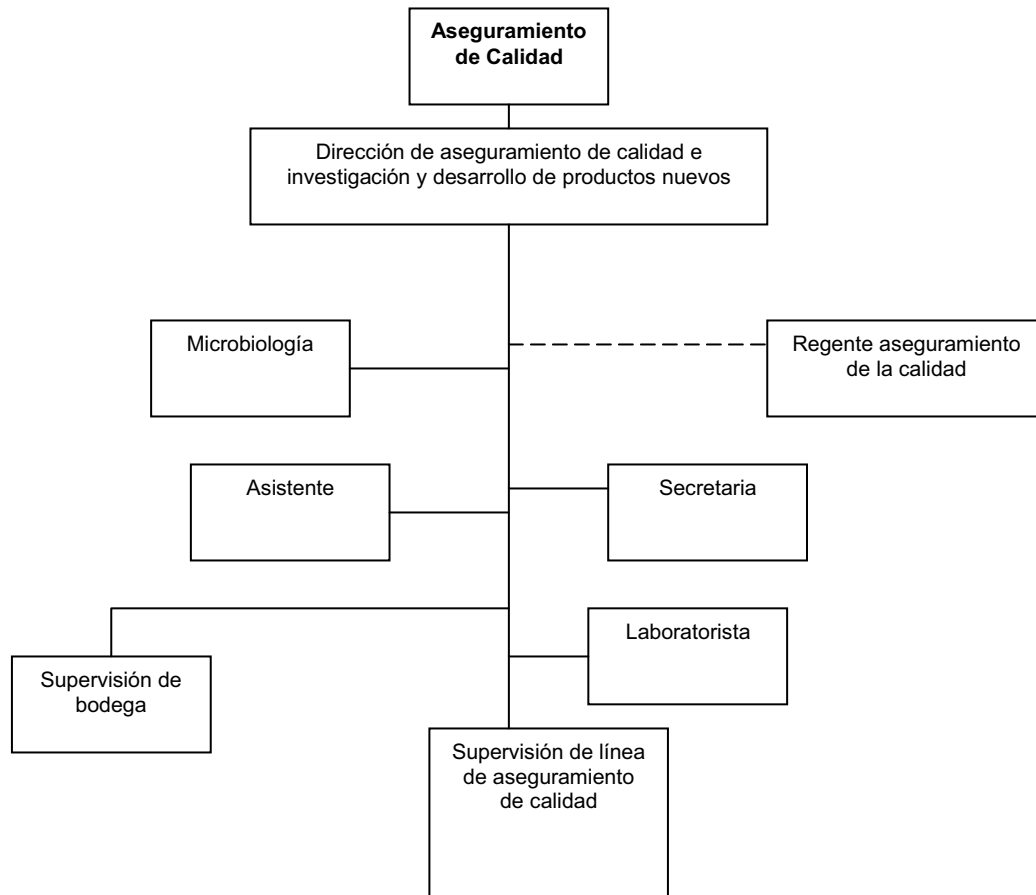 Aseguramiento
de Calidad
Dirección de aseguramiento de calidad e
investigación y desarrollo de productos nuevos
Microbiología
Regente aseguramiento
de la calidad
Asistente
Secretaria
Laboratorista
Supervisión de
bodega
Supervisión de línea
de aseguramiento
de calidad